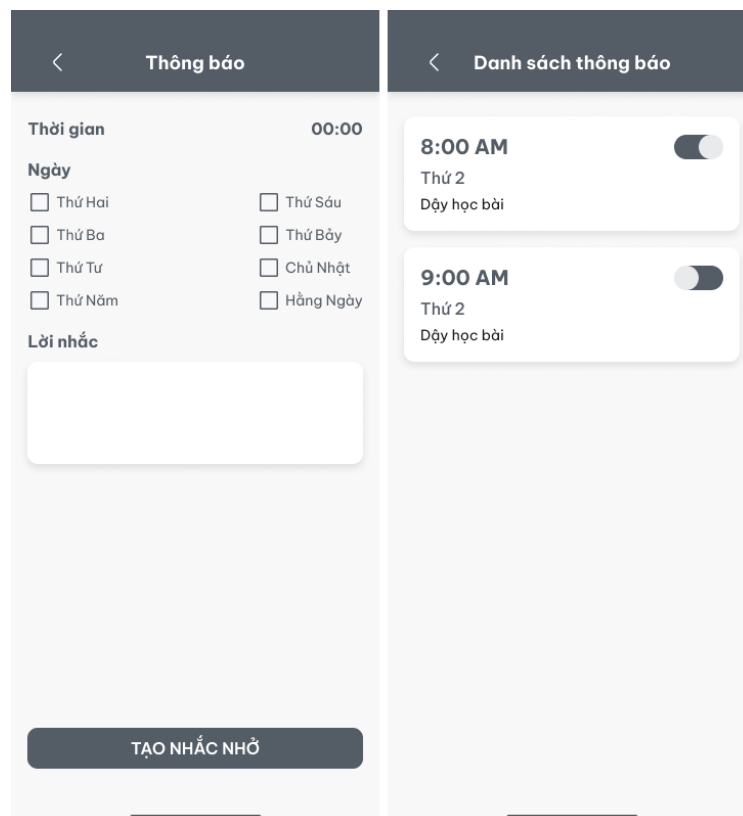 Thông báo
Thời gian 00:00
Ngày
Thứ Hai
Thứ Ba
Thứ Tư
Thứ Năm
Thứ Sáu
Thứ Bảy
Chủ Nhật
Hằng Ngày
Lời nhắc
TẠO NHẮC NHỞ
Danh sách thông báo
8:00 AM
Thứ 2
Dậy học bài
9:00 AM
Thứ 2
Dậy học bài